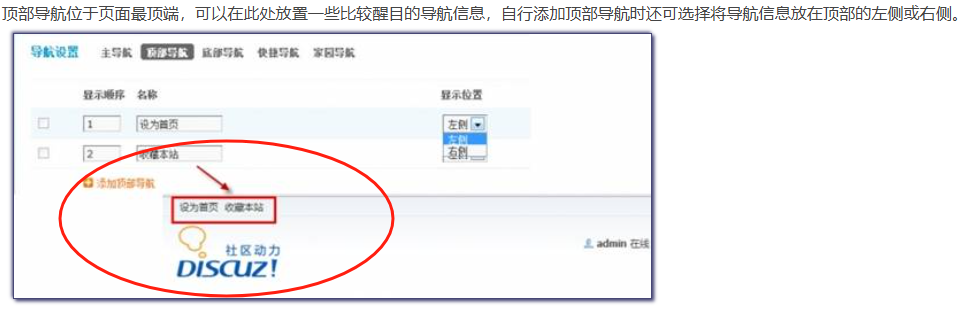 顶部导航位于页面最顶端，可以在此处放置一些比较醒目的导航信息，自行添加顶部导航时还可选择将导航信息放在顶部的左侧或右侧。
导航设置 主导航 顶部导航 底部导航 快捷导航 家园导航
显示顺序 名称 显示位置
1 设为首页 左侧
左侧
2 收藏本站 右侧
添加顶部导航
设为首页 收藏本站
admin 在线
社区动力
DISCUZ!